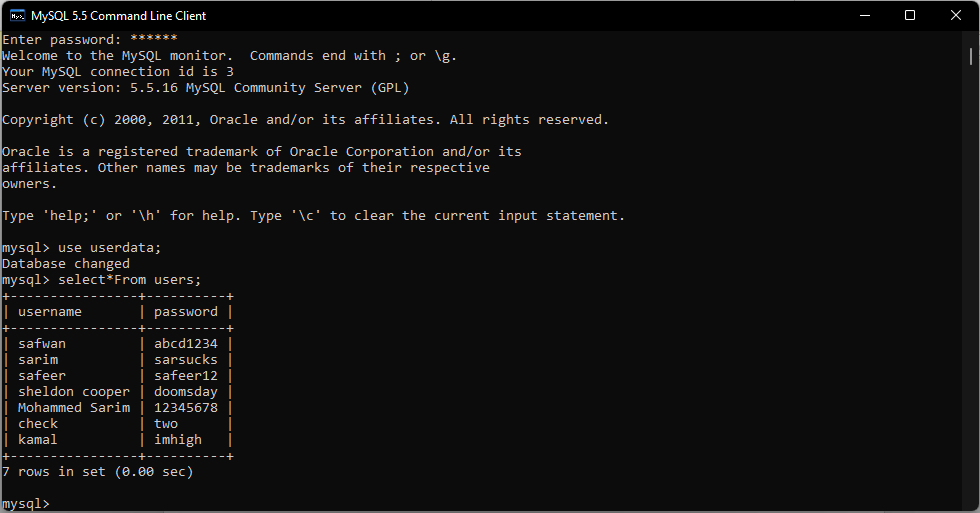 MySQL 5.5 Command Line Client
Enter password: ******
Welcome to the MySQL monitor.  Commands end with ; or \g.
Your MySQL connection id is 3
Server version: 5.5.16 MySQL Community Server (GPL)
Copyright (c) 2000, 2011, Oracle and/or its affiliates. All rights reserved.
Oracle is a registered trademark of Oracle Corporation and/or its
affiliates. Other names may be trademarks of their respective
owners.
Type 'help;' or '\h' for help. Type '\c' to clear the current input statement.
mysql> use userdata;
Database changed
mysql> select*From users;
+----------------+----------+
| username       | password |
+----------------+----------+
| safwan         | abcd1234 |
| sarim          | sarsucks |
| safeer         | safeer12 |
| sheldon cooper | doomsday |
| Mohammed Sarim | 12345678 |
| check          | two      |
| kamal          | imhigh   |
+----------------+----------+
7 rows in set (0.00 sec)
mysql>